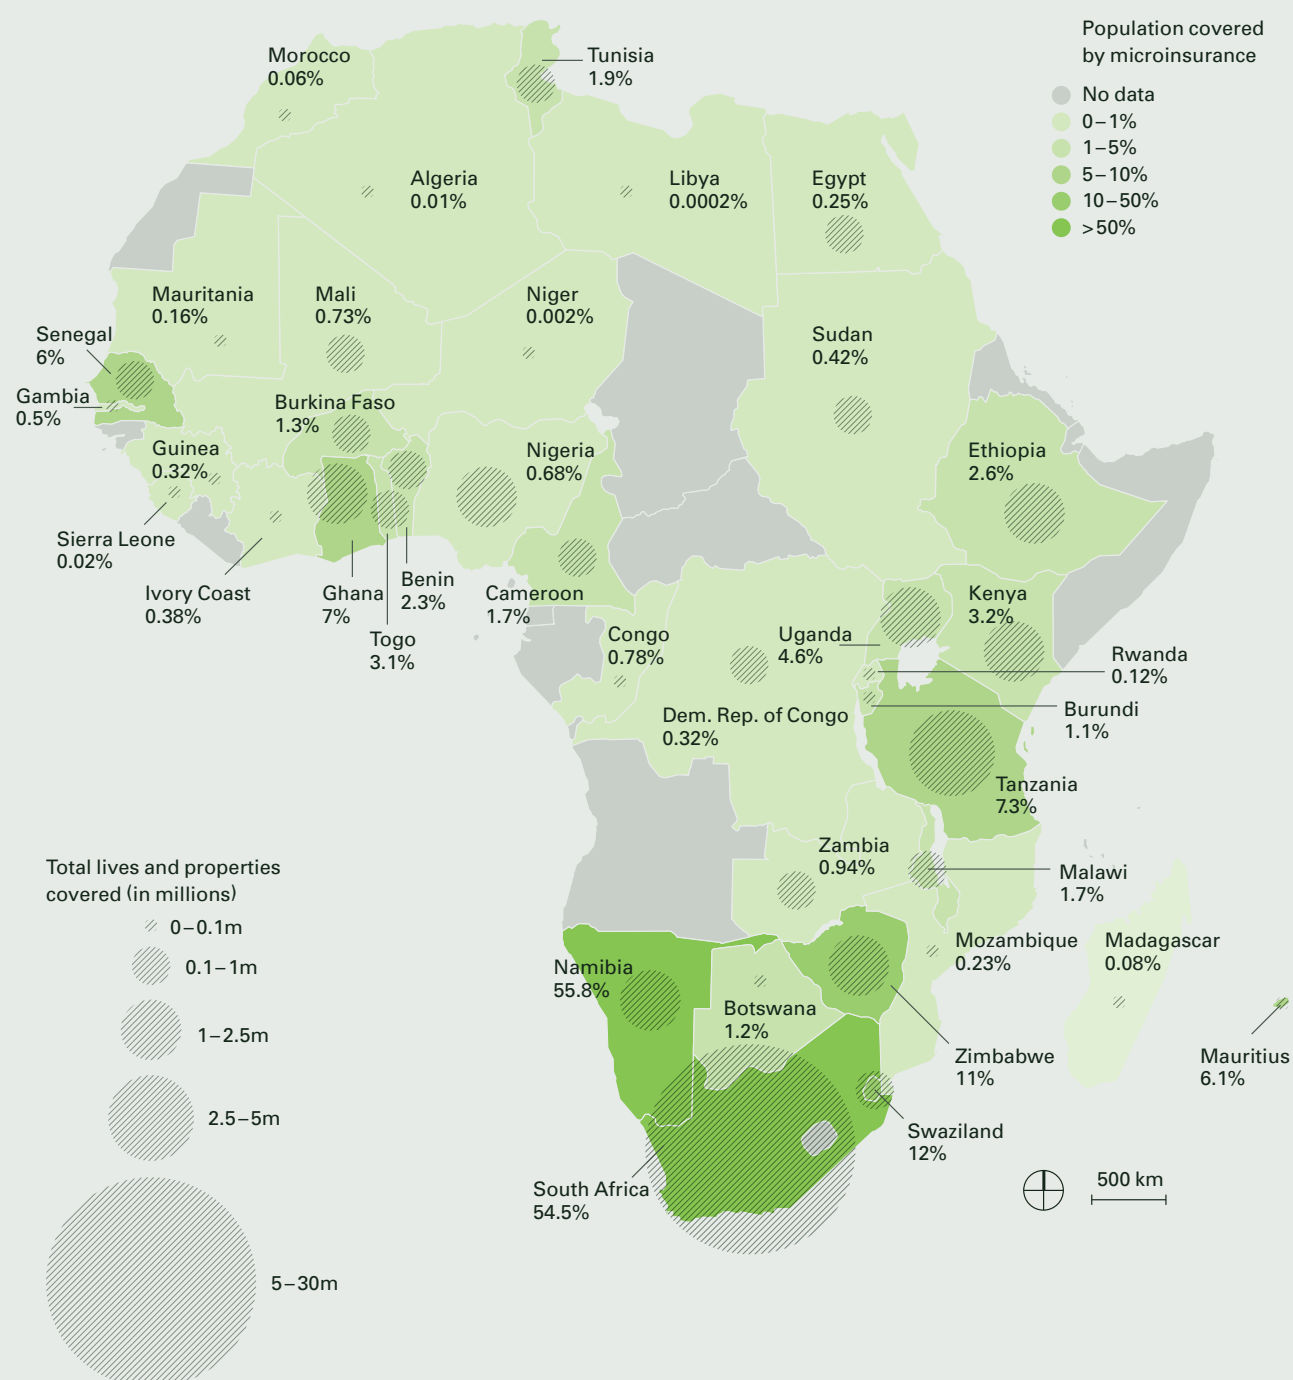 Population covered
by microinsurance
No data
0–1%
1–5%
5–10%
10–50%
>50%
Morocco
0.06%
Tunisia
1.9%
Algeria
0.01%
Libya
0.0002%
Egypt
0.25%
Mauritania
0.16%
Mali
0.73%
Niger
0.002%
Sudan
0.42%
Senegal
6%
Gambia
0.5%
Burkina Faso
1.3%
Guinea
0.32%
Nigeria
0.68%
Ethiopia
2.6%
Sierra Leone
0.02%
Ivory Coast
0.38%
Ghana
7%
Benin
2.3%
Togo
3.1%
Cameroon
1.7%
Congo
0.78%
Uganda
4.6%
Kenya
3.2%
Rwanda
0.12%
Burundi
1.1%
Dem. Rep. of Congo
0.32%
Tanzania
7.3%
Zambia
0.94%
Malawi
1.7%
Mozambique
0.23%
Madagascar
0.08%
Namibia
55.8%
Botswana
1.2%
Zimbabwe
11%
Mauritius
6.1%
Swaziland
12%
South Africa
54.5%
500 km
Total lives and properties
covered (in millions)
0–0.1m
0.1–1m
1–2.5m
2.5–5m
5–30m